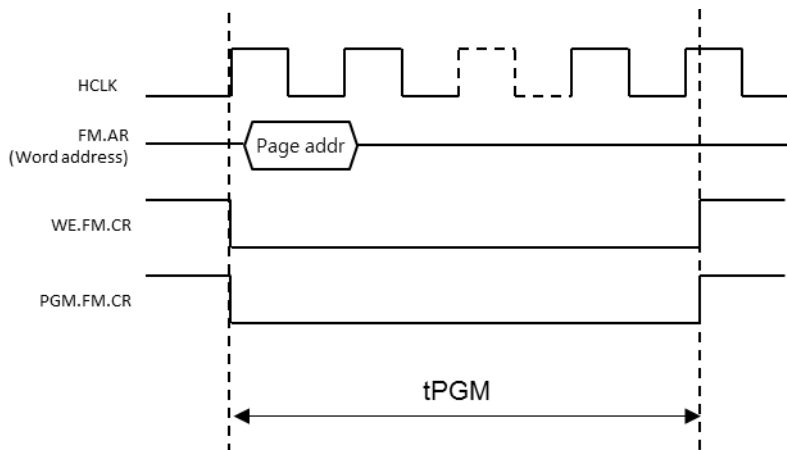 HCLK
FM.AR
(Word address)
Page addr
WE.FM.CR
PGM.FM.CR
tPGM